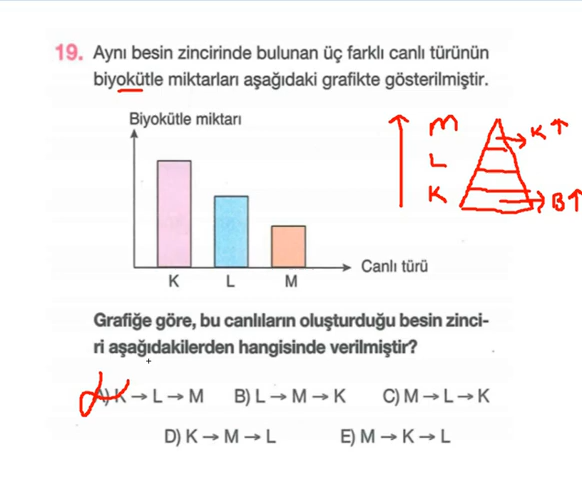 19. Aynı besin zincirinde bulunan üç farklı canlı türünün
biyokütle miktarları aşağıdaki grafikte gösterilmiştir.
Biyokütle miktarı
M
L
K
K↑
B↑
Canlı türü
K L M
Grafiğe göre, bu canlıların oluşturduğu besin zinci-
ri aşağıdakilerden hangisinde verilmiştir?
A) K → L → M B) L → M → K C) M → L → K
D) K → M → L E) M → K → L